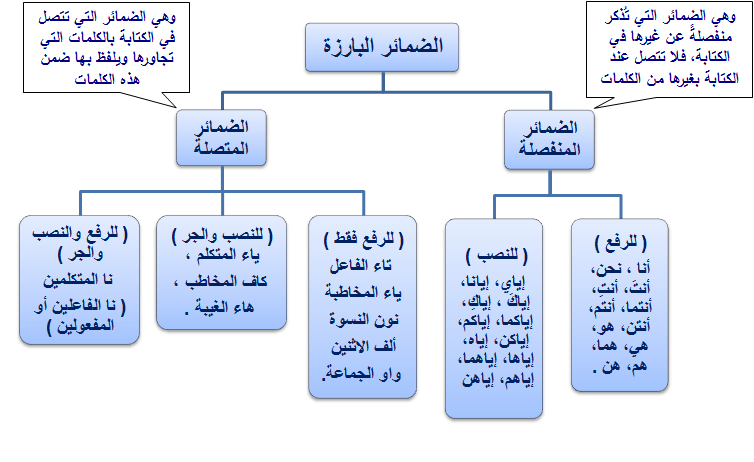 الضمائر البارزة
وهي الضمائر التي تُذكر
منفصلةً عن غيرها في
الكتابة، فلا تتصل عند
الكتابة بغيرها من الكلمات
وهي الضمائر التي تتصل
في الكتابة بالكلمات التي
تجاورها ويلفظ بها ضمن
هذه الكلمات
الضمائر
المنفصلة
الضمائر
المتصلة
( للرفع )
أنا ، نحن،
أنتَ، أنتِ،
أنتما، أنتم،
أنتن، هو،
هي، هما،
هم، هن .
( للنصب )
إياي، إيانا،
إياكَ ، إياكِ،
إياكما، إياكم،
إياكن، إياه،
إياها، إياهما،
إياهم، إياهن
( للرفع فقط )
تاء الفاعل
ياء المخاطبة
نون النسوة
ألف الاثنين
واو الجماعة.
( للنصب والجر )
ياء المتكلم ،
كاف المخاطب ،
هاء الغيبة .
( للرفع والنصب
والجر )
نا المتكلمين
( نا الفاعلين أو
المفعولين )